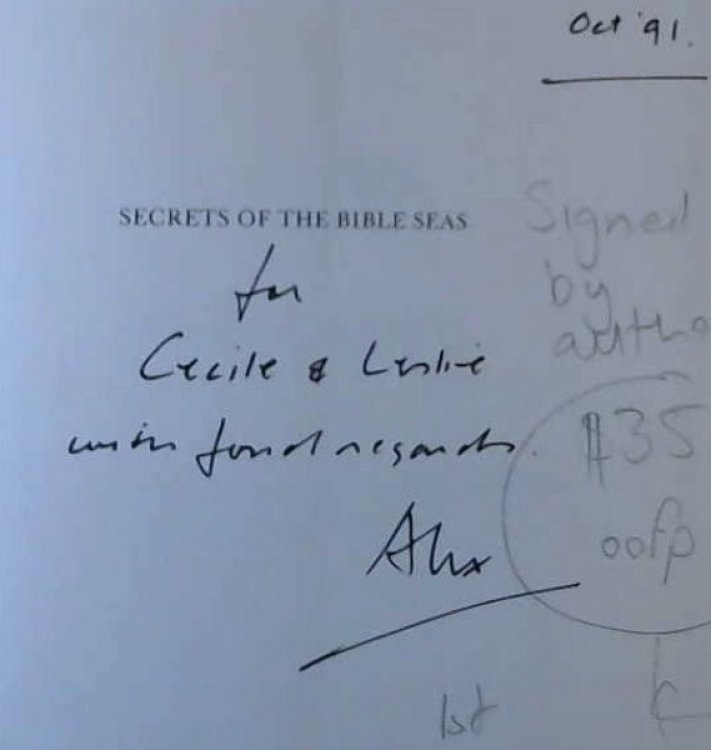 Oct '91.
SECRETS OF THE BIBLE SEAS
Signed
for
by
autho
Cecile & Leslie
$35
with fond regards.
oofp
Alex
1st